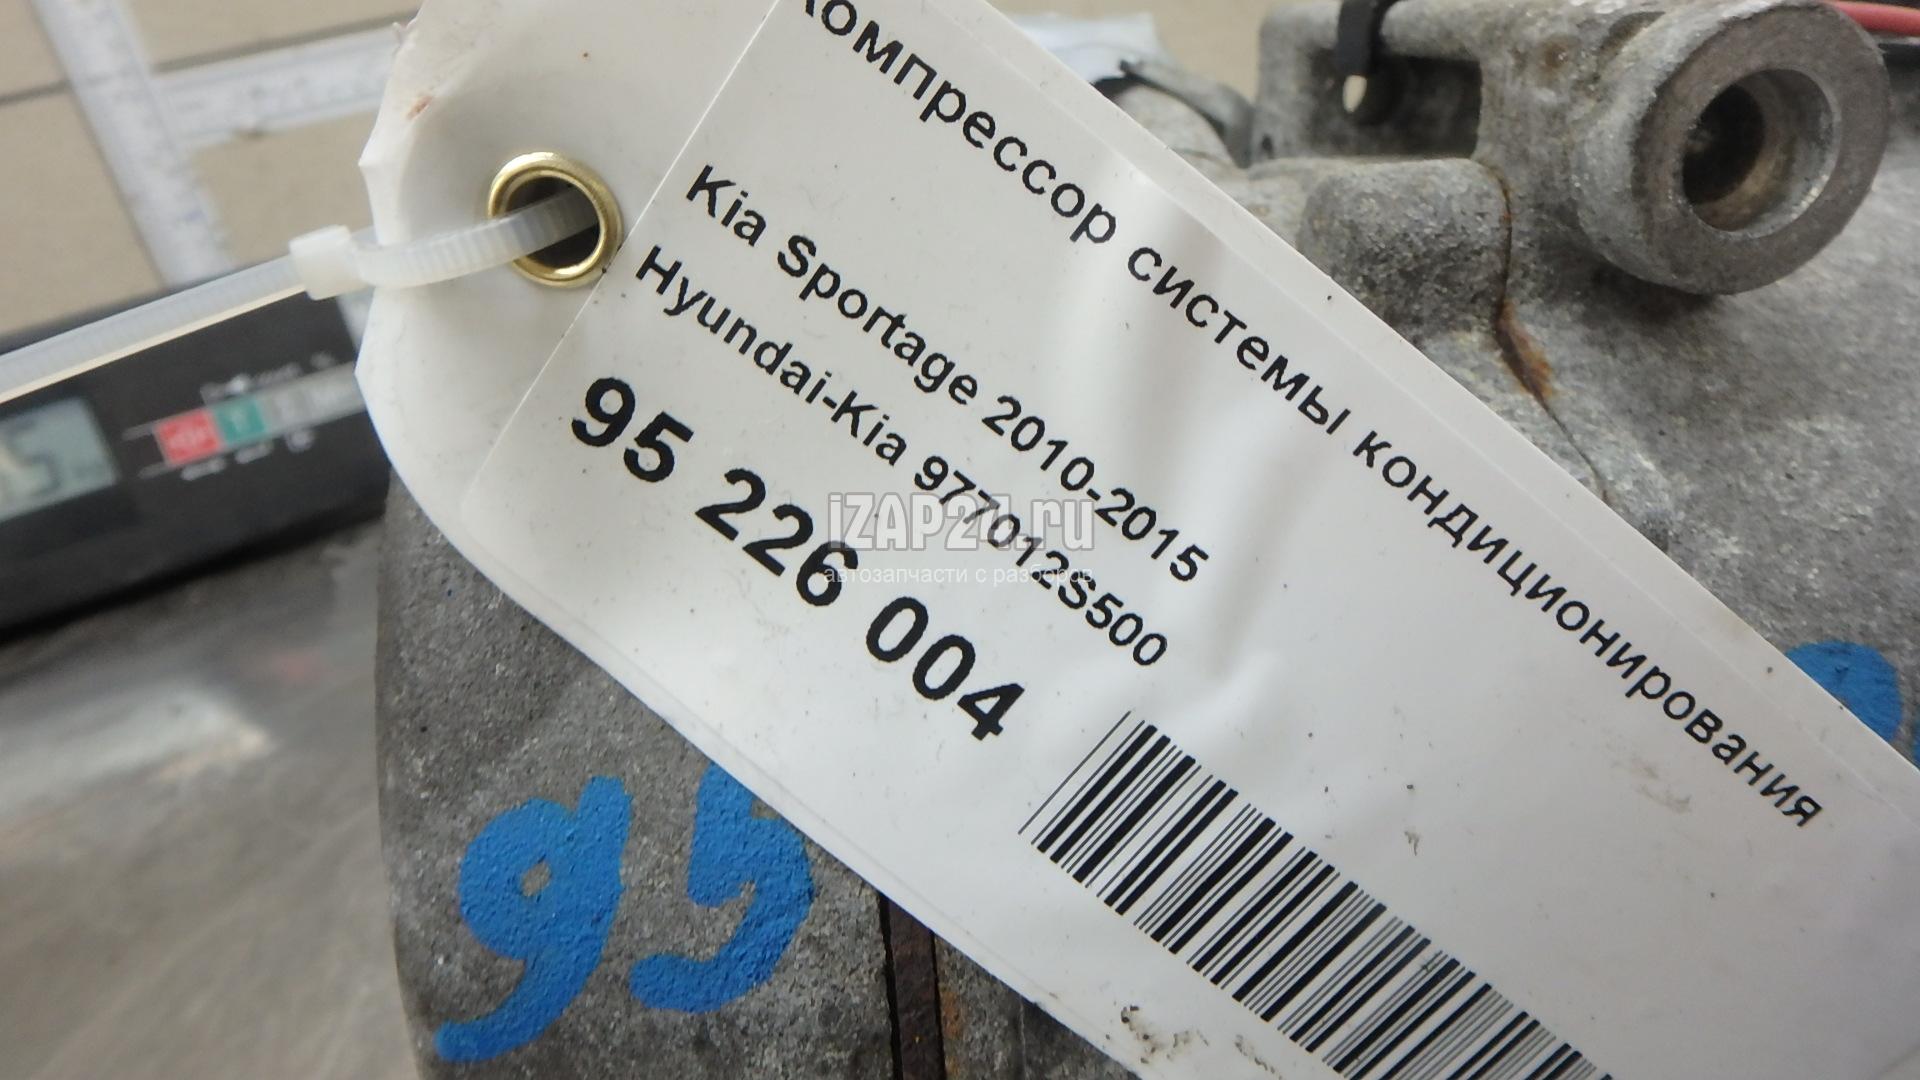 Компрессор системы кондиционирования
Kia Sportage 2010-2015
Hyundai-Kia 977012S500
95 226 004
iZAP24.ru
автозапчасти с разборов
95